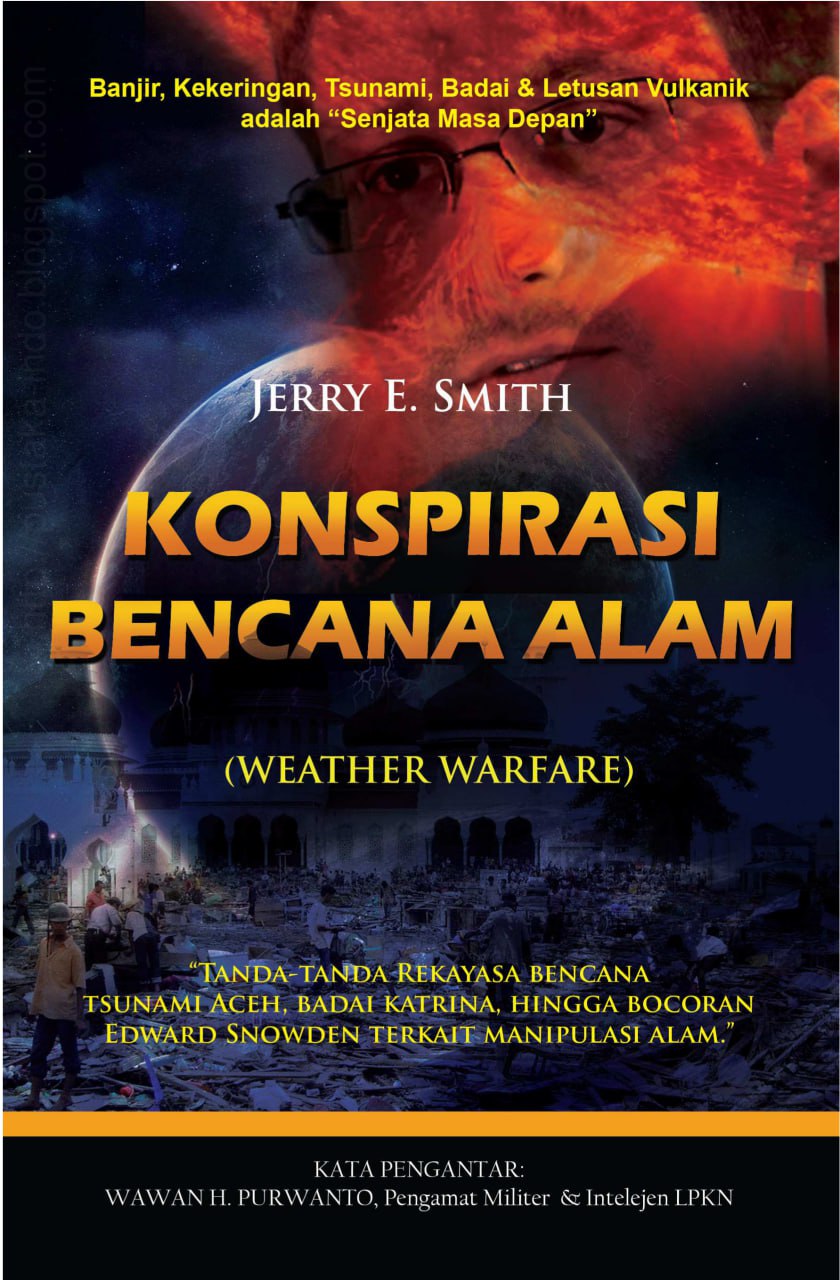 Banjir, Kekeringan, Tsunami, Badai & Letusan Vulkanik
adalah “Senjata Masa Depan”
JERRY E. SMITH
KONSPIRASI
BENCANA ALAM
(WEATHER WARFARE)
“TANDA-TANDA REKAYASA BENCANA
TSUNAMI ACEH, BADAI KATRINA, HINGGA BOCORAN
EDWARD SNOWDEN TERKAIT MANIPULASI ALAM.”
KATA PENGANTAR:
WAWAN H. PURWANTO, Pengamat Militer & Intelejen LPKN